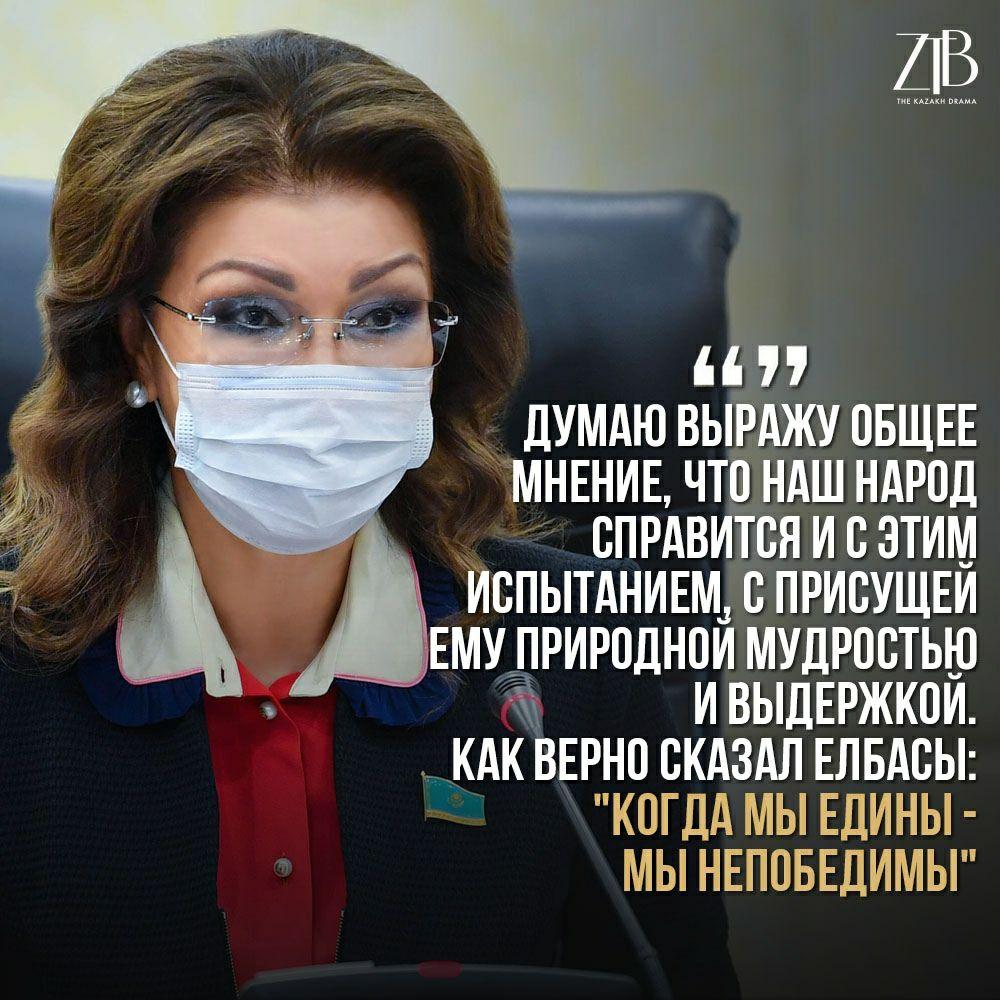 ZTB
THE KAZAKH DRAMA
“”
ДУМАЮ ВЫРАЖУ ОБЩЕЕ
МНЕНИЕ, ЧТО НАШ НАРОД
СПРАВИТСЯ И С ЭТИМ
ИСПЫТАНИЕМ, С ПРИСУЩЕЙ
ЕМУ ПРИРОДНОЙ МУДРОСТЬЮ
И ВЫДЕРЖКОЙ.
КАК ВЕРНО СКАЗАЛ ЕЛБАСЫ:
"КОГДА МЫ ЕДИНЫ -
МЫ НЕПОБЕДИМЫ"